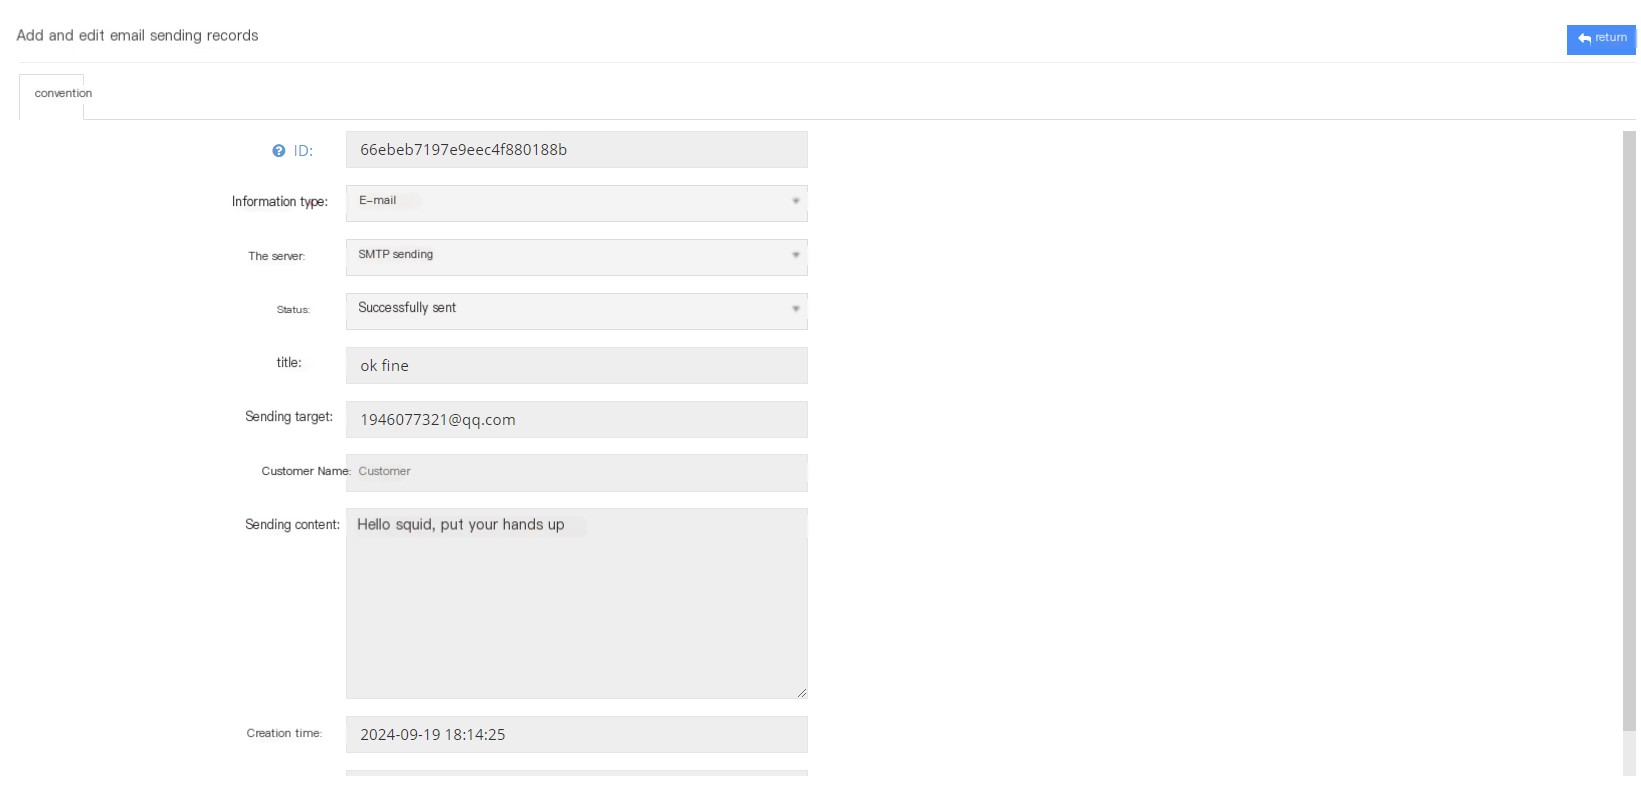 Add and edit email sending records
return
convention
ID: 66ebeb7197e9eec4f880188b
Information type: E-mail
The server: SMTP sending
Status: Successfully sent
title: ok fine
Sending target: 1946077321@qq.com
Customer Name: Customer
Sending content: Hello squid, put your hands up
Creation time: 2024-09-19 18:14:25